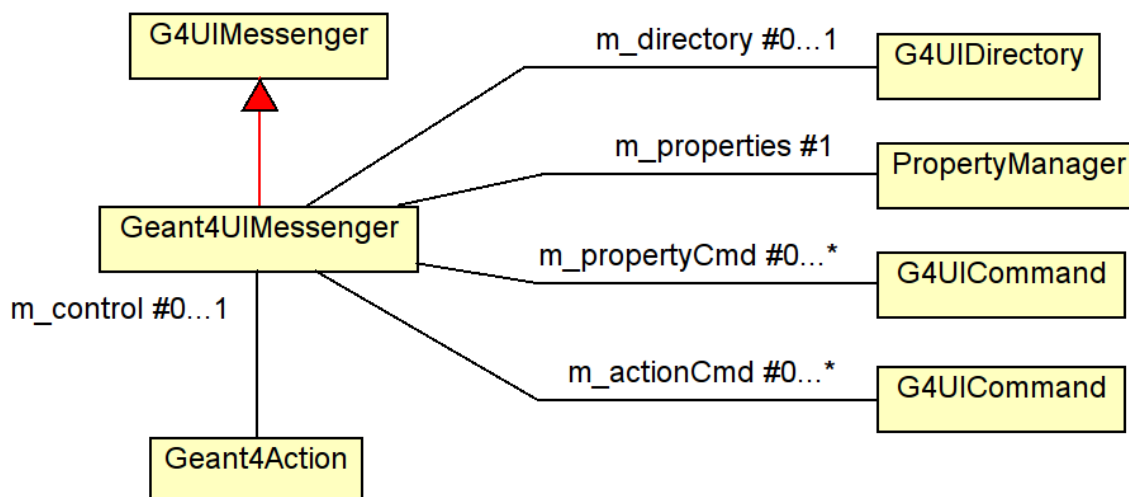 G4UIMessenger
m_directory #0...1
G4UIDirectory
m_properties #1
PropertyManager
Geant4UIMessenger
m_propertyCmd #0...*
G4UICommand
m_control #0...1
m_actionCmd #0...*
G4UICommand
Geant4Action